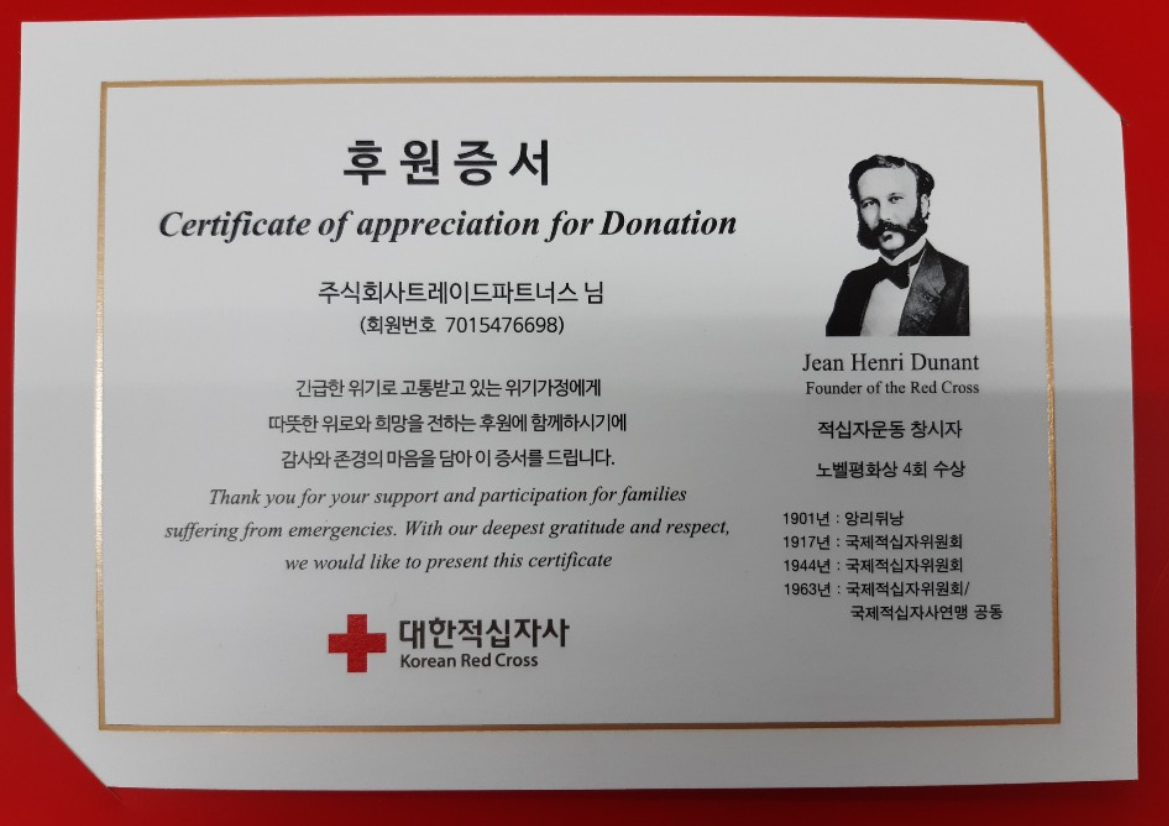 후원증서
Certificate of appreciation for Donation
주식회사트레이드파트너스 님
(회원번호 7015476698)
긴급한 위기로 고통받고 있는 위기가정에게
따뜻한 위로와 희망을 전하는 후원에 함께하시기에
감사와 존경의 마음을 담아 이 증서를 드립니다.
Thank you for your support and participation for families
suffering from emergencies. With our deepest gratitude and respect,
we would like to present this certificate
대한적십자사
Korean Red Cross
Jean Henri Dunant
Founder of the Red Cross
적십자운동 창시자
노벨평화상 4회 수상
1901년 : 앙리뒤낭
1917년 : 국제적십자위원회
1944년 : 국제적십자위원회
1963년 : 국제적십자위원회/
국제적십자사연맹 공동